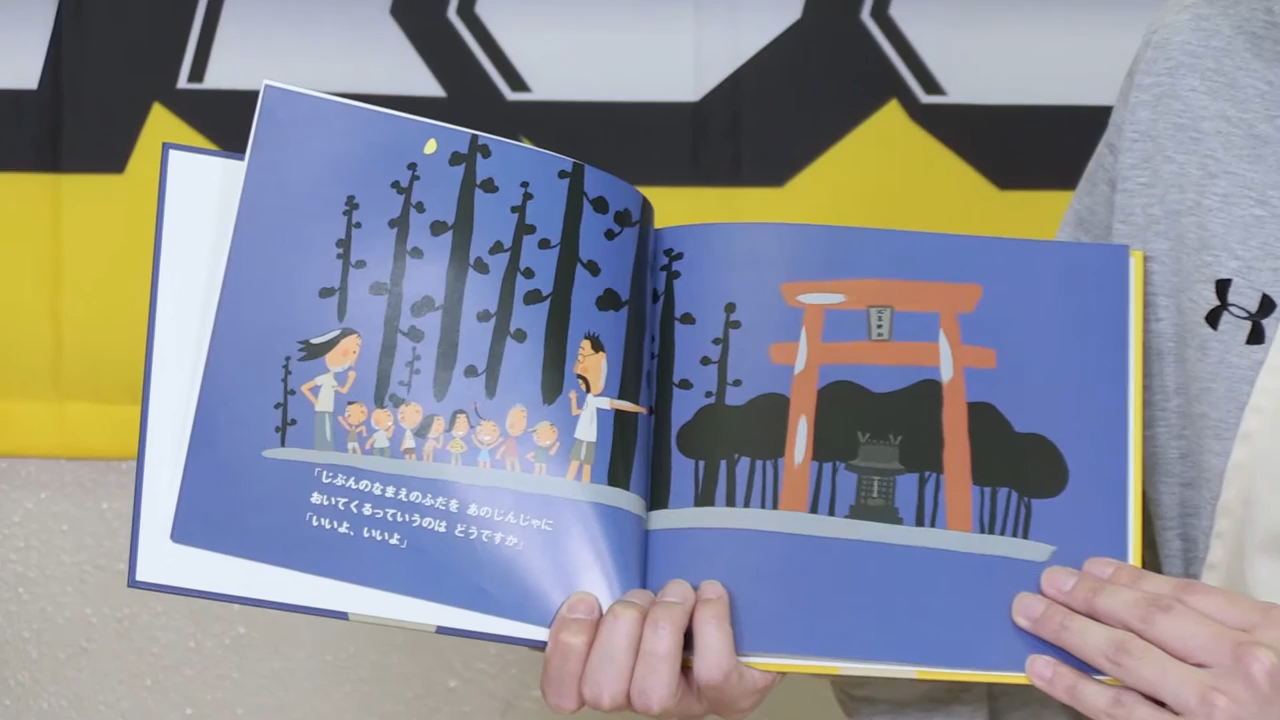 「じぶんのなまえのふだを あのじんじゃに
おいてくるっていうのは どうですか」
「いいよ、いいよ」